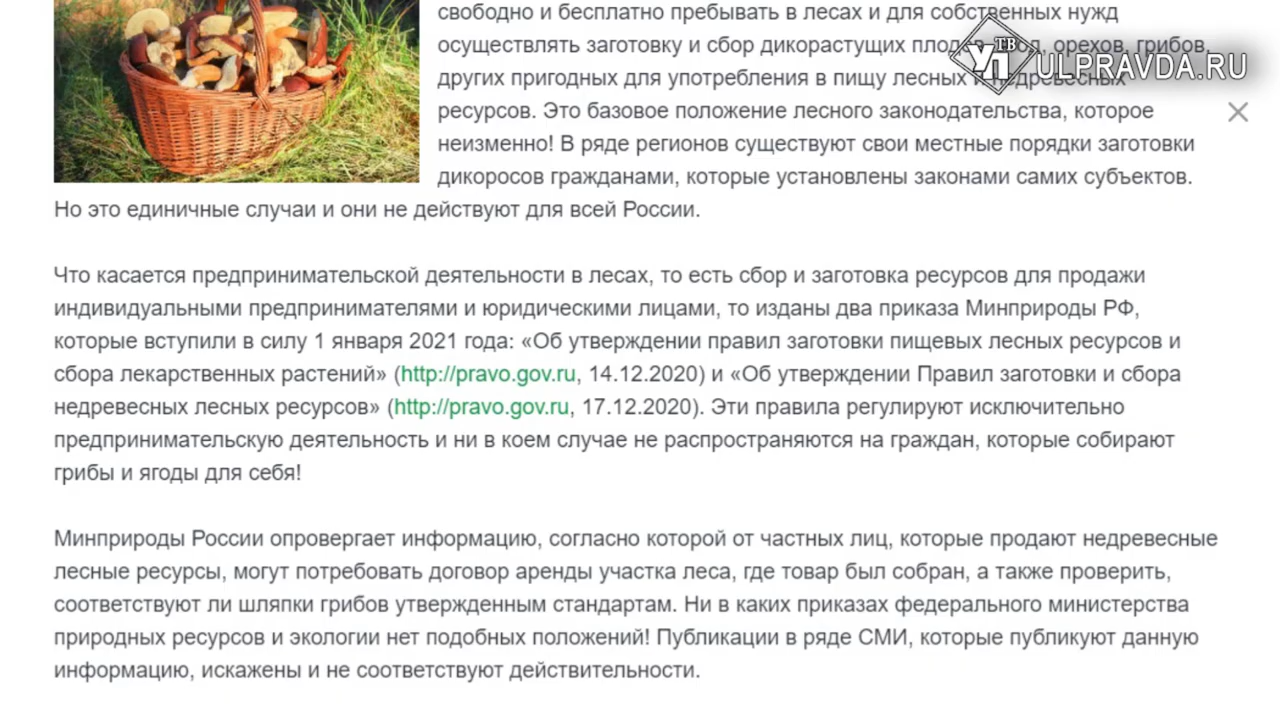 свободно и бесплатно пребывать в лесах и для собственных нужд
осуществлять заготовку и сбор дикорастущих орехов, грибов,
других пригодных для употребления в пищу лесных недревесных
ресурсов. Это базовое положение лесного законодательства, которое
неизменно! В ряде регионов существуют свои местные порядки заготовки
дикоросов гражданами, которые установлены законами самих субъектов.
Но это единичные случаи и они не действуют для всей России.
Что касается предпринимательской деятельности в лесах, то есть сбор и заготовка ресурсов для продажи
индивидуальными предпринимателями и юридическими лицами, то изданы два приказа Минприроды РФ,
которые вступили в силу 1 января 2021 года: «Об утверждении правил заготовки пищевых лесных ресурсов и
сбора лекарственных растений» (http://pravo.gov.ru, 14.12.2020) и «Об утверждении Правил заготовки и сбора
недревесных лесных ресурсов» (http://pravo.gov.ru, 17.12.2020). Эти правила регулируют исключительно
предпринимательскую деятельность и ни в коем случае не распространяются на граждан, которые собирают
грибы и ягоды для себя!
Минприроды России опровергает информацию, согласно которой от частных лиц, которые продают недревесные
лесные ресурсы, могут потребовать договор аренды участка леса, где товар был собран, а также проверить,
соответствуют ли шляпки грибов утвержденным стандартам. Ни в каких приказах федерального министерства
природных ресурсов и экологии нет подобных положений! Публикации в ряде СМИ, которые публикуют данную
информацию, искажены и не соответствуют действительности.
УП ТВ ULPRAVDA.RU